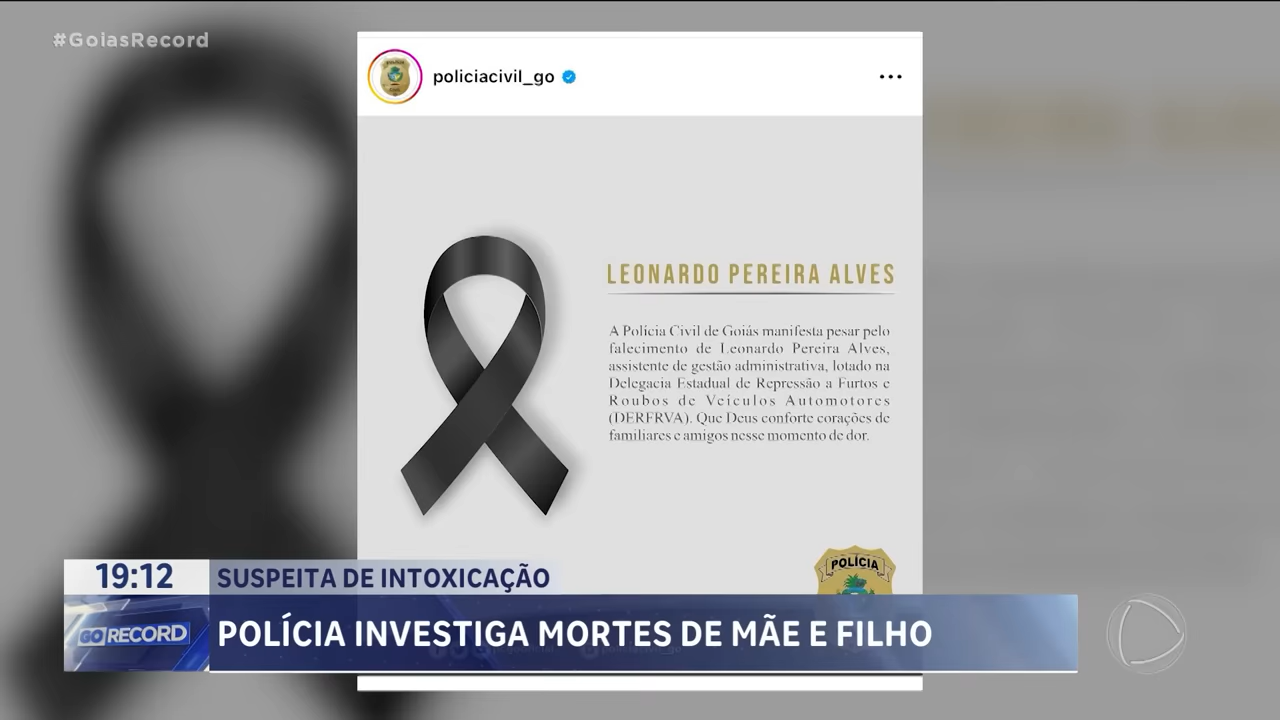 #GoiasRecord
policiacivil_go
LEONARDO PEREIRA ALVES
A Polícia Civil de Goiás manifesta pesar pelo
falecimento de Leonardo Pereira Alves,
assistente de gestão administrativa, lotado na
Delegacia Estadual de Repressão a Furtos e
Roubos de Veículos Automotores
(DERFRVA). Que Deus conforte corações de
familiares e amigos nesse momento de dor.
POLÍCIA
19:12
SUSPEITA DE INTOXICAÇÃO
GO RECORD
POLÍCIA INVESTIGA MORTES DE MÃE E FILHO